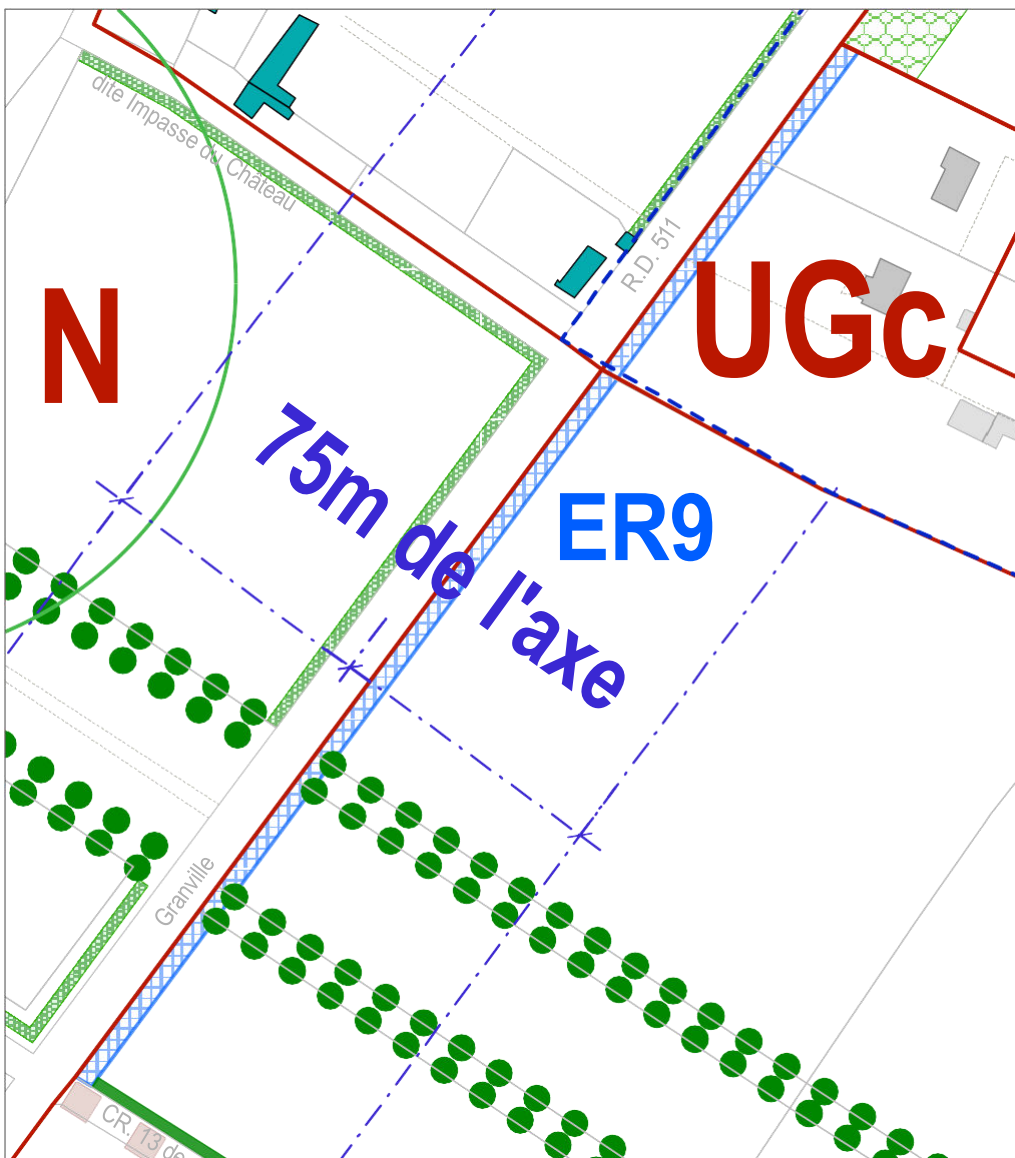 dite Impasse du Château
R.D. 511
UGc
N
75m de l'axe
ER9
Granville
CR. 13 de